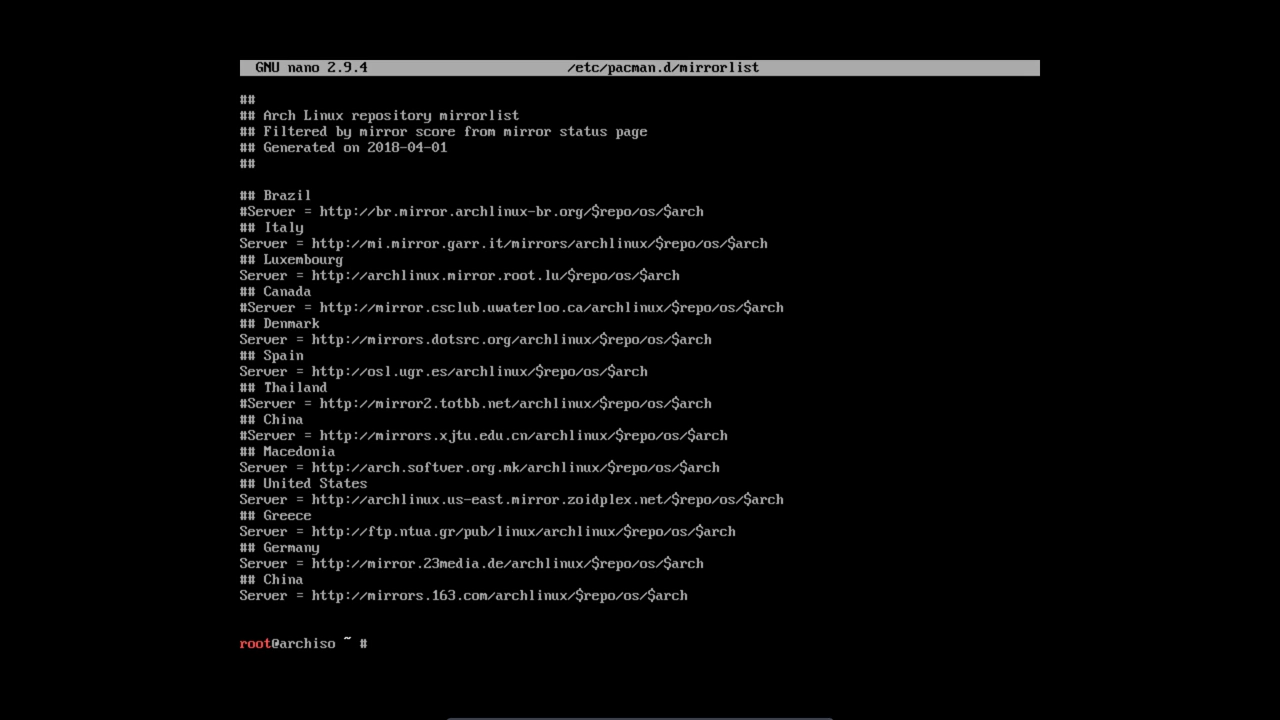 GNU nano 2.9.4 /etc/pacman.d/mirrorlist
##
## Arch Linux repository mirrorlist
## Filtered by mirror score from mirror status page
## Generated on 2018-04-01
##
## Brazil
#Server = http://br.mirror.archlinux-br.org/$repo/os/$arch
## Italy
Server = http://mi.mirror.garr.it/mirrors/archlinux/$repo/os/$arch
## Luxembourg
Server = http://archlinux.mirror.root.lu/$repo/os/$arch
## Canada
#Server = http://mirror.csclub.uwaterloo.ca/archlinux/$repo/os/$arch
## Denmark
Server = http://mirrors.dotsrc.org/archlinux/$repo/os/$arch
## Spain
Server = http://osl.ugr.es/archlinux/$repo/os/$arch
## Thailand
#Server = http://mirror2.totbb.net/archlinux/$repo/os/$arch
## China
#Server = http://mirrors.xjtu.edu.cn/archlinux/$repo/os/$arch
## Macedonia
Server = http://arch.softver.org.mk/archlinux/$repo/os/$arch
## United States
Server = http://archlinux.us-east.mirror.zoidplex.net/$repo/os/$arch
## Greece
Server = http://ftp.ntua.gr/pub/linux/archlinux/$repo/os/$arch
## Germany
Server = http://mirror.23media.de/archlinux/$repo/os/$arch
## China
Server = http://mirrors.163.com/archlinux/$repo/os/$arch
root@archiso ~ #